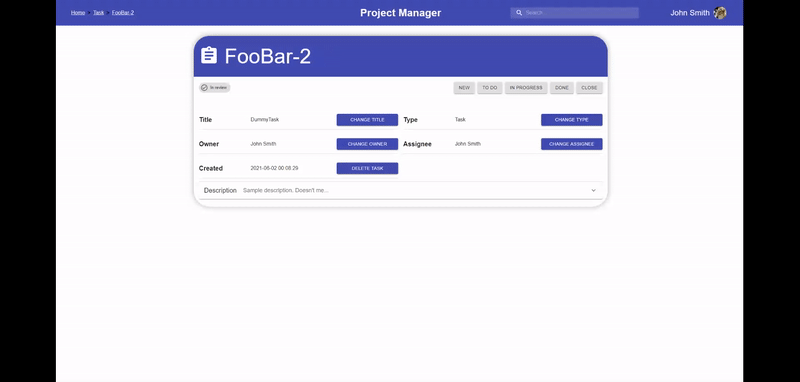 Home > Task > FooBar-2
Project Manager
Search
John Smith
FooBar-2
In review
NEW TO DO IN PROGRESS DONE CLOSE
Title DummyTask CHANGE TITLE Type Task CHANGE TYPE
Owner John Smith CHANGE OWNER Assignee John Smith CHANGE ASSIGNEE
Created 2021-05-02 00:08:29 DELETE TASK
Description Sample description. Doesn't me...